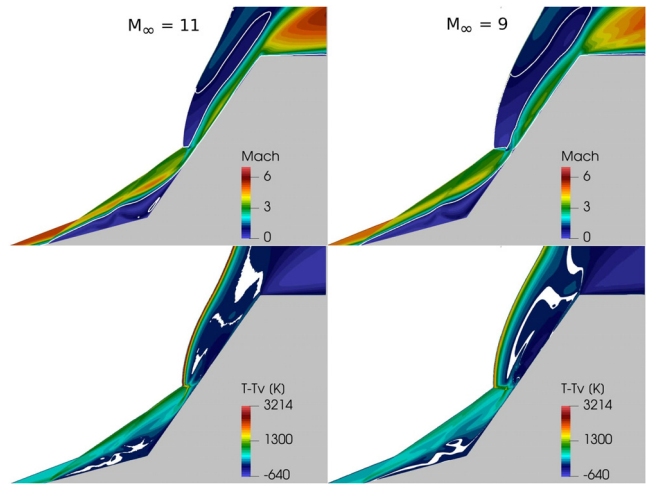 M∞ = 11
M∞ = 9
Mach
6
3
0
Mach
6
3
0
T-Tv (K)
3214
1300
-640
T-Tv (K)
3214
1300
-640